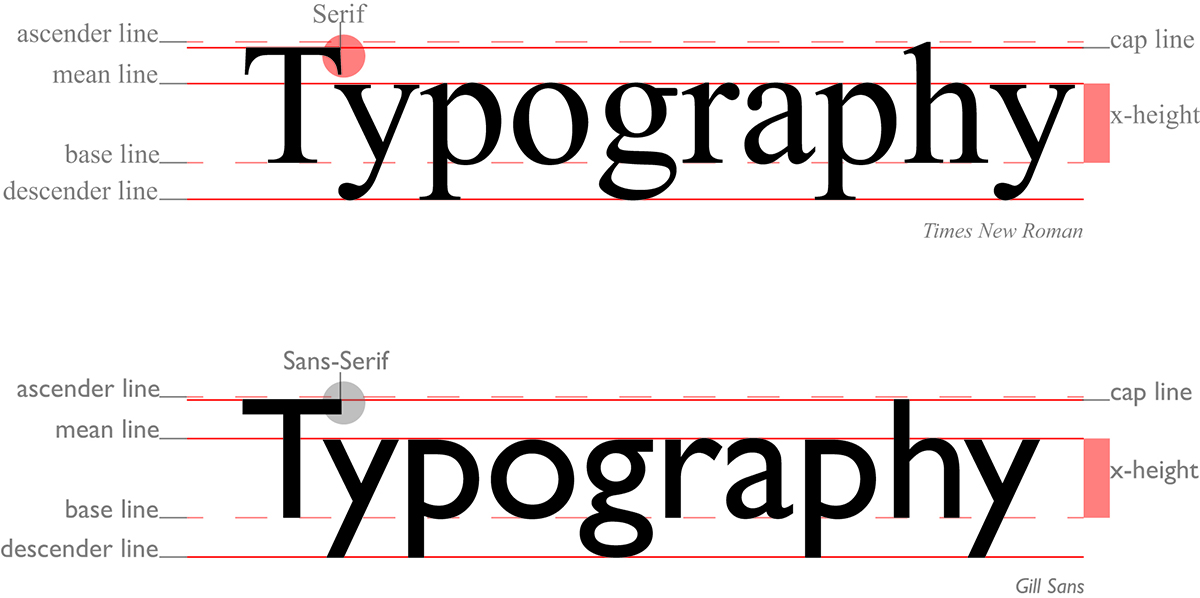 Serif
ascender line
cap line
mean line
Typography
x-height
base line
descender line
Times New Roman
Sans-Serif
ascender line
cap line
mean line
Typography
x-height
base line
descender line
Gill Sans